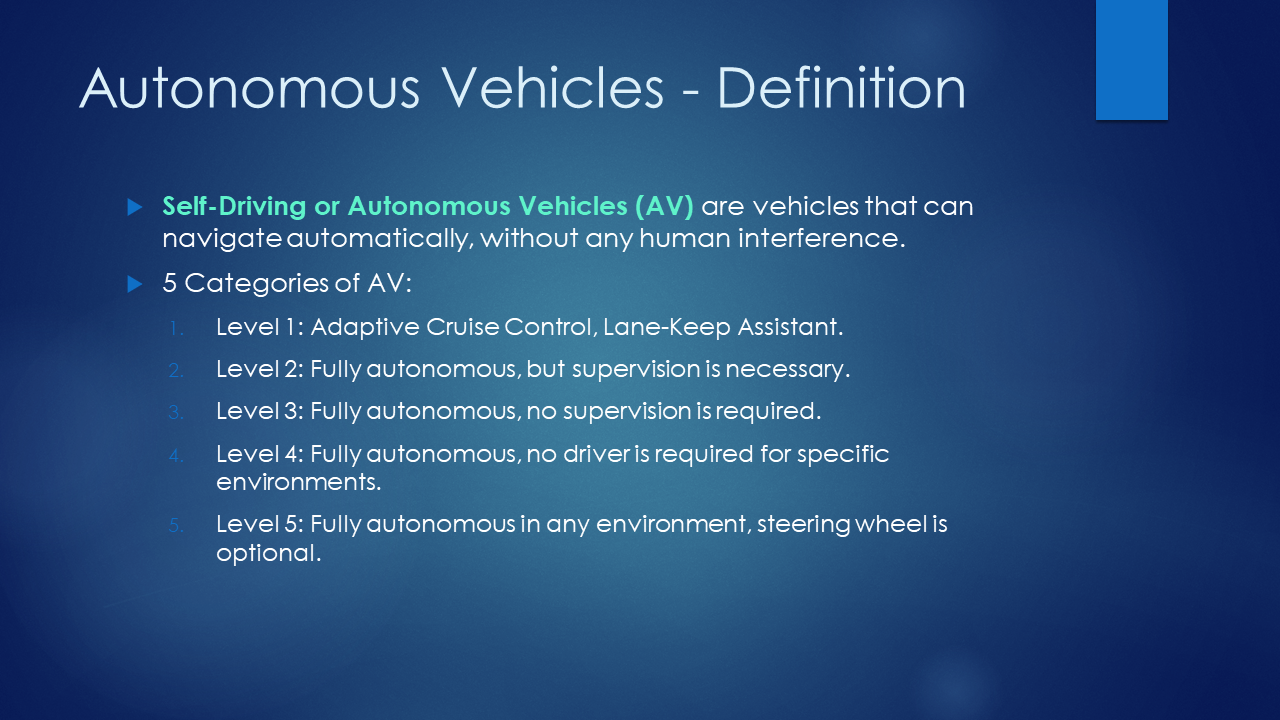 Autonomous Vehicles - Definition
Self-Driving or Autonomous Vehicles (AV) are vehicles that can
navigate automatically, without any human interference.
5 Categories of AV:
1. Level 1: Adaptive Cruise Control, Lane-Keep Assistant.
2. Level 2: Fully autonomous, but supervision is necessary.
3. Level 3: Fully autonomous, no supervision is required.
4. Level 4: Fully autonomous, no driver is required for specific
environments.
5. Level 5: Fully autonomous in any environment, steering wheel is
optional.